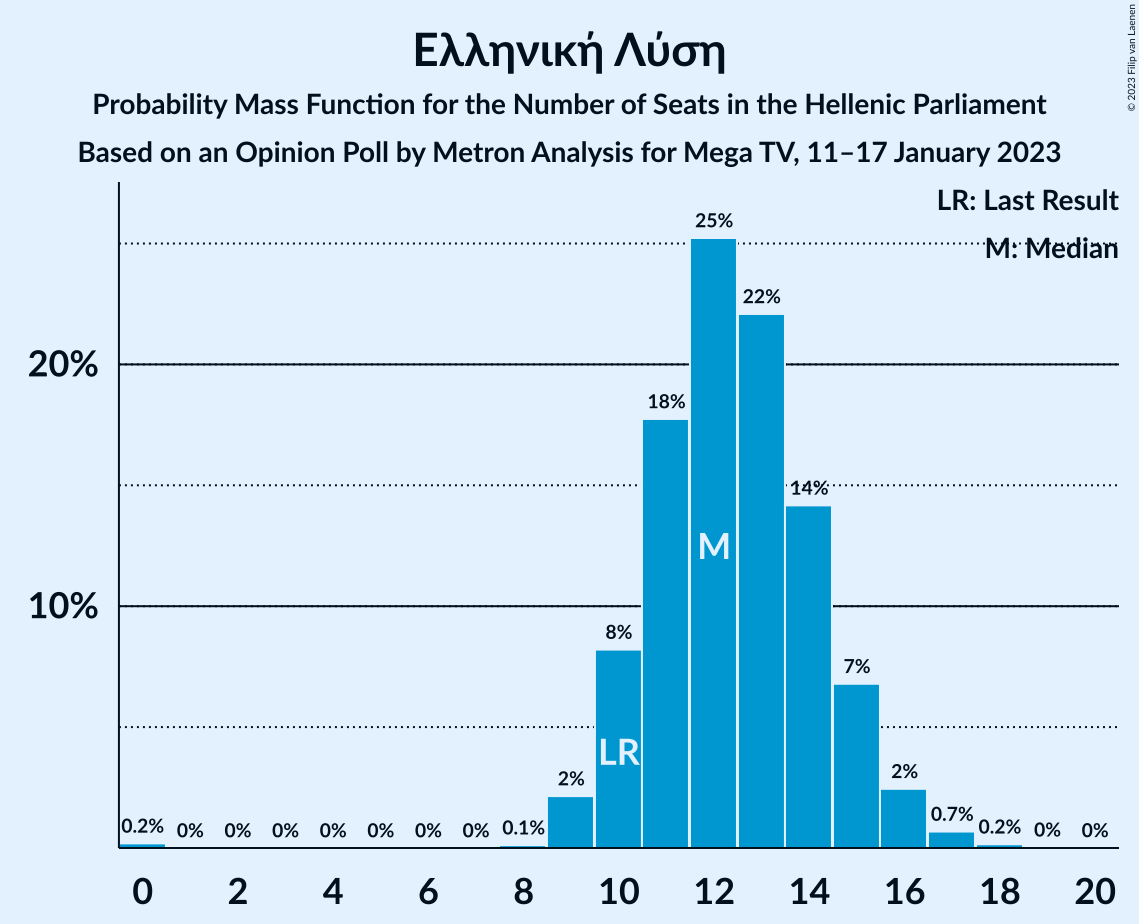 © 2023 Filip van Laenen
Ελληνική Λύση
Probability Mass Function for the Number of Seats in the Hellenic Parliament
Based on an Opinion Poll by Metron Analysis for Mega TV, 11–17 January 2023
LR: Last Result
M: Median
25%
22%
20%
18%
14%
M
10%
8%
7%
LR
2%
2%
0.2% 0% 0% 0% 0% 0% 0% 0% 0.1% 0.7% 0.2% 0% 0%
0 2 4 6 8 10 12 14 16 18 20